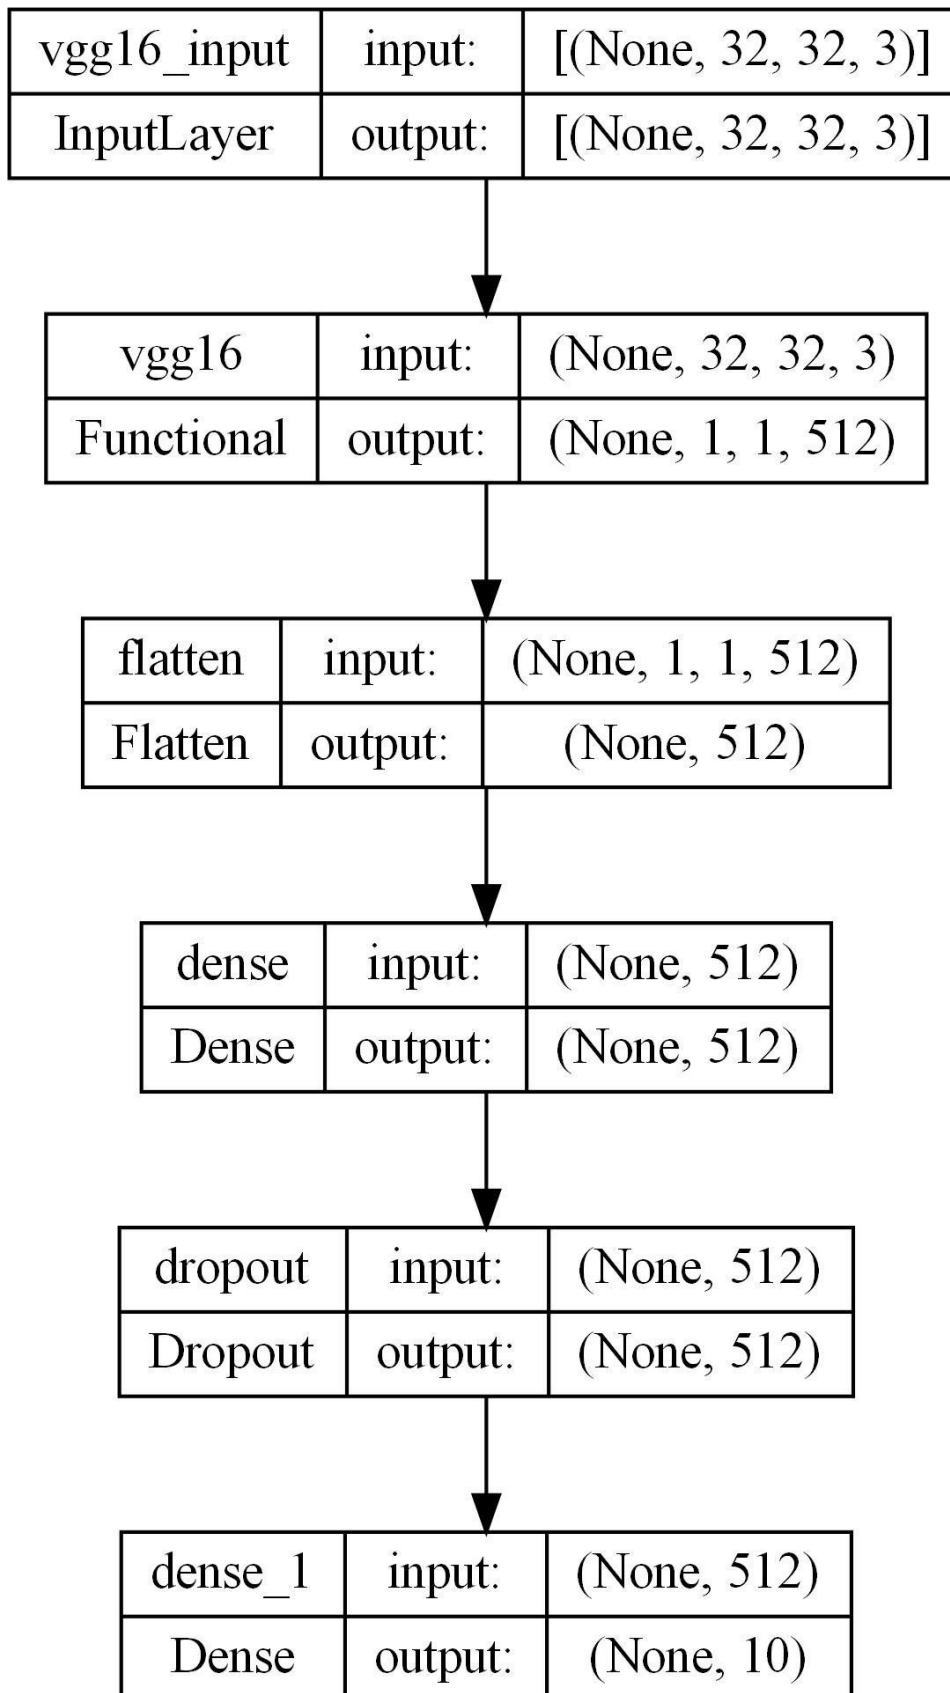 vgg16_input input: [(None, 32, 32, 3)]
InputLayer output: [(None, 32, 32, 3)]
vgg16 input: (None, 32, 32, 3)
Functional output: (None, 1, 1, 512)
flatten input: (None, 1, 1, 512)
Flatten output: (None, 512)
dense input: (None, 512)
Dense output: (None, 512)
dropout input: (None, 512)
Dropout output: (None, 512)
dense_1 input: (None, 512)
Dense output: (None, 10)